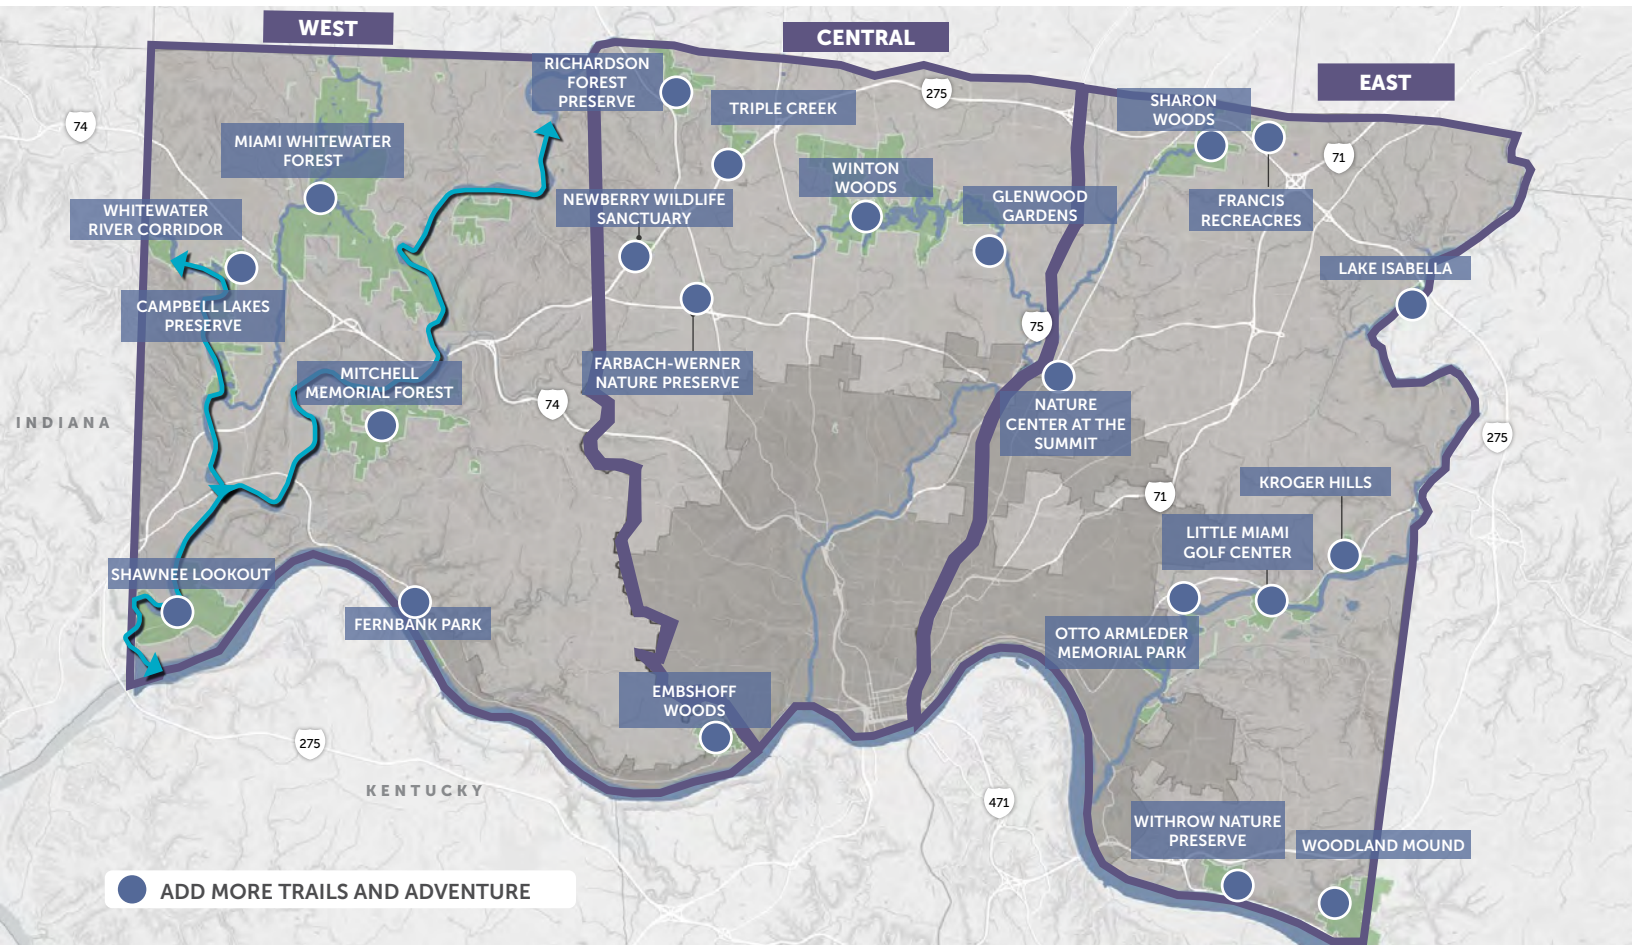 WEST
CENTRAL
EAST
RICHARDSON
FOREST
PRESERVE
TRIPLE CREEK
275
SHARON
WOODS
74
MIAMI WHITEWATER
FOREST
71
WINTON
WOODS
NEWBERRY WILDLIFE
SANCTUARY
GLENWOOD
GARDENS
FRANCIS
RECREACRES
WHITEWATER
RIVER CORRIDOR
LAKE ISABELLA
CAMPBELL LAKES
PRESERVE
75
FARBACH-WERNER
NATURE PRESERVE
MITCHELL
MEMORIAL FOREST
74
NATURE
CENTER AT THE
SUMMIT
INDIANA
275
KROGER HILLS
71
LITTLE MIAMI
GOLF CENTER
SHAWNEE LOOKOUT
FERNBANK PARK
OTTO ARMLEDER
MEMORIAL PARK
EMBSHOFF
WOODS
275
KENTUCKY
471
WITHROW NATURE
PRESERVE
WOODLAND MOUND
ADD MORE TRAILS AND ADVENTURE